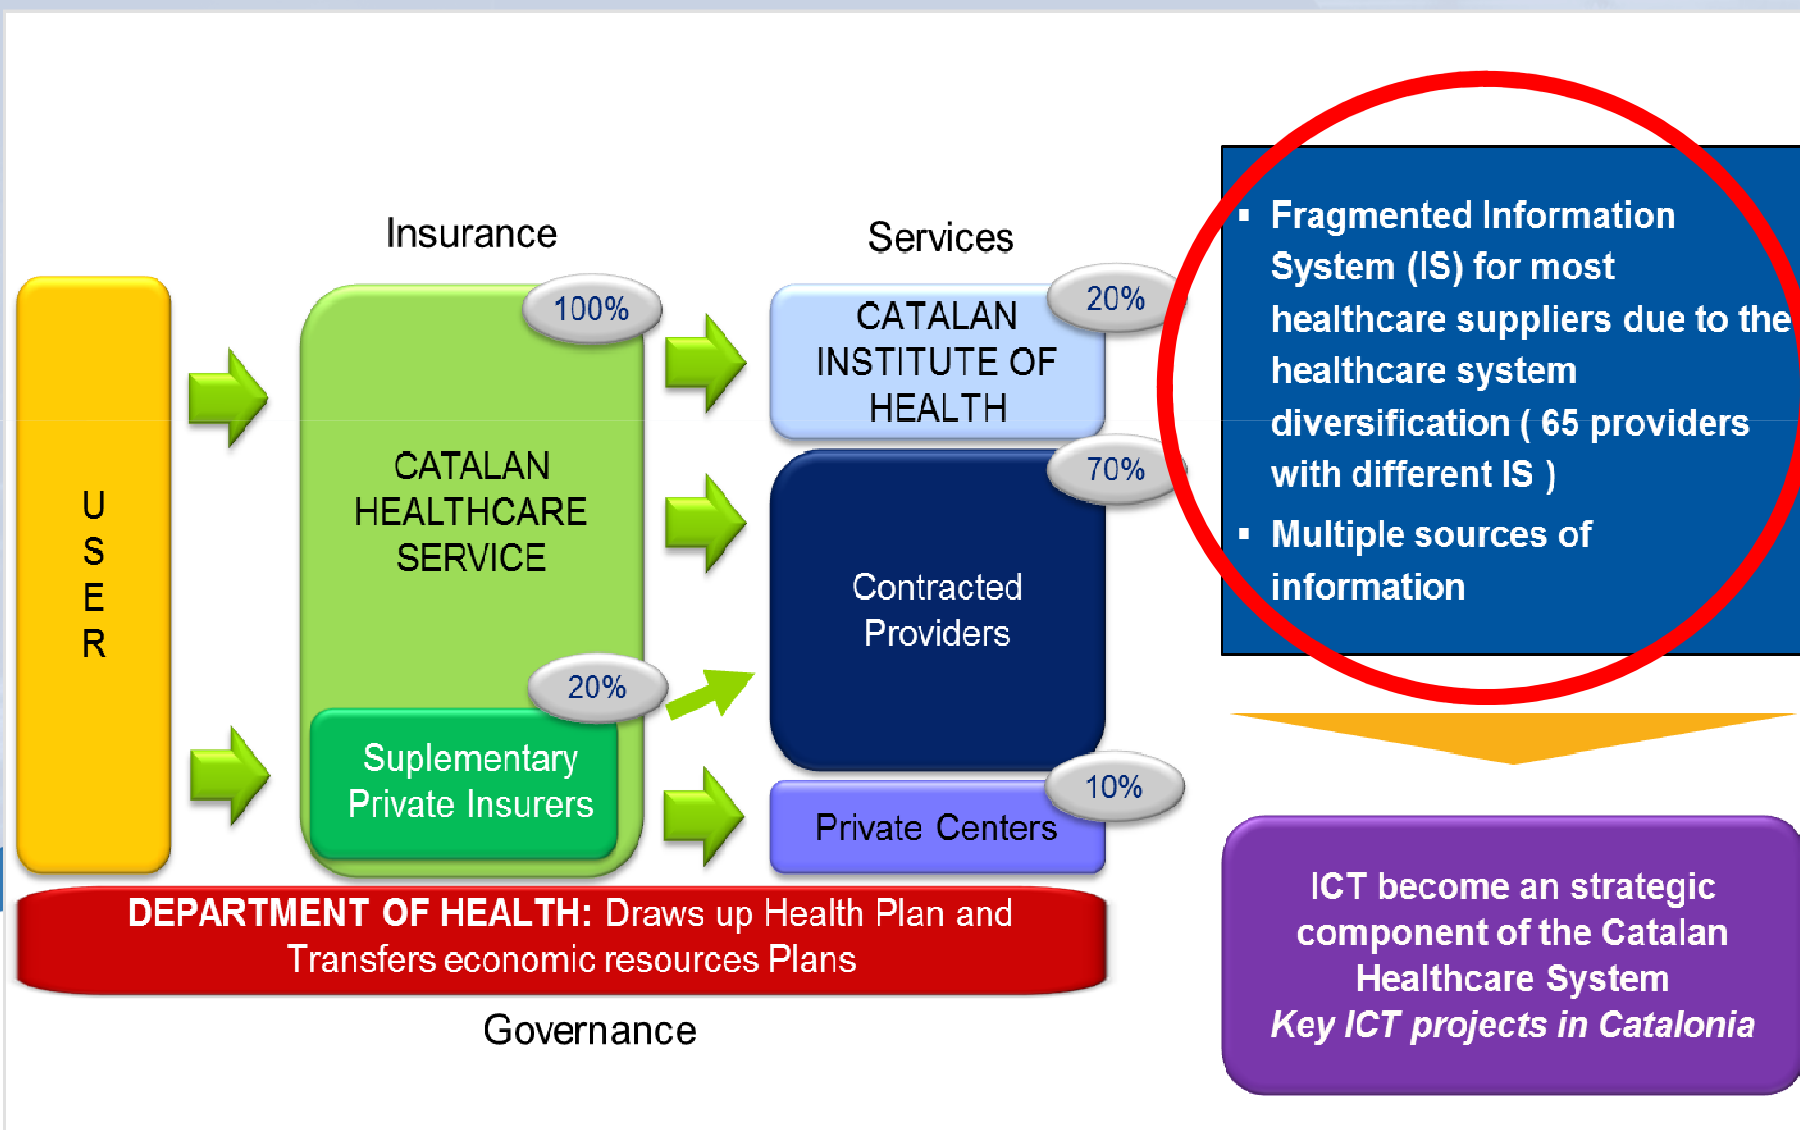 Insurance
Services
U
S
E
R
100%
CATALAN
HEALTHCARE
SERVICE
20%
Suplementary
Private Insurers
20%
CATALAN
INSTITUTE OF
HEALTH
70%
Contracted
Providers
10%
Private Centers
DEPARTMENT OF HEALTH: Draws up Health Plan and
Transfers economic resources Plans
Governance
▪ Fragmented Information
System (IS) for most
healthcare suppliers due to the
healthcare system
diversification ( 65 providers
with different IS )
▪ Multiple sources of
information
ICT become an strategic
component of the Catalan
Healthcare System
Key ICT projects in Catalonia